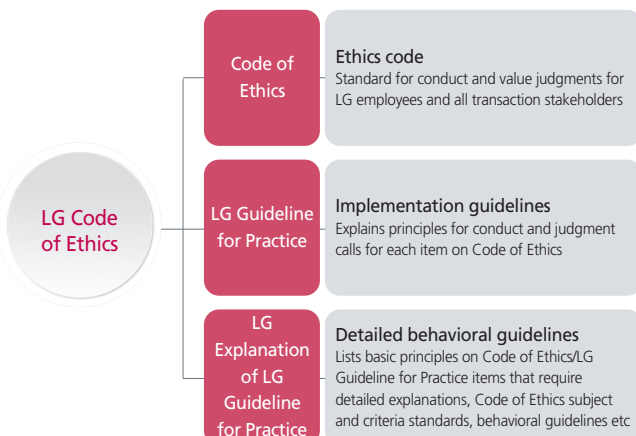 LG Code
of Ethics
Code of
Ethics
Ethics code
Standard for conduct and value judgments for
LG employees and all transaction stakeholders
LG Guideline
for Practice
Implementation guidelines
Explains principles for conduct and judgment
calls for each item on Code of Ethics
LG
Explanation
of LG
Guideline
for Practice
Detailed behavioral guidelines
Lists basic principles on Code of Ethics/LG
Guideline for Practice items that require
detailed explanations, Code of Ethics subject
and criteria standards, behavioral guidelines etc